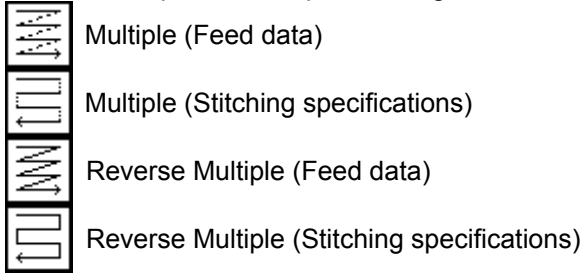 Multiple (Feed data)
Multiple (Stitching specifications)
Reverse Multiple (Feed data)
Reverse Multiple (Stitching specifications)